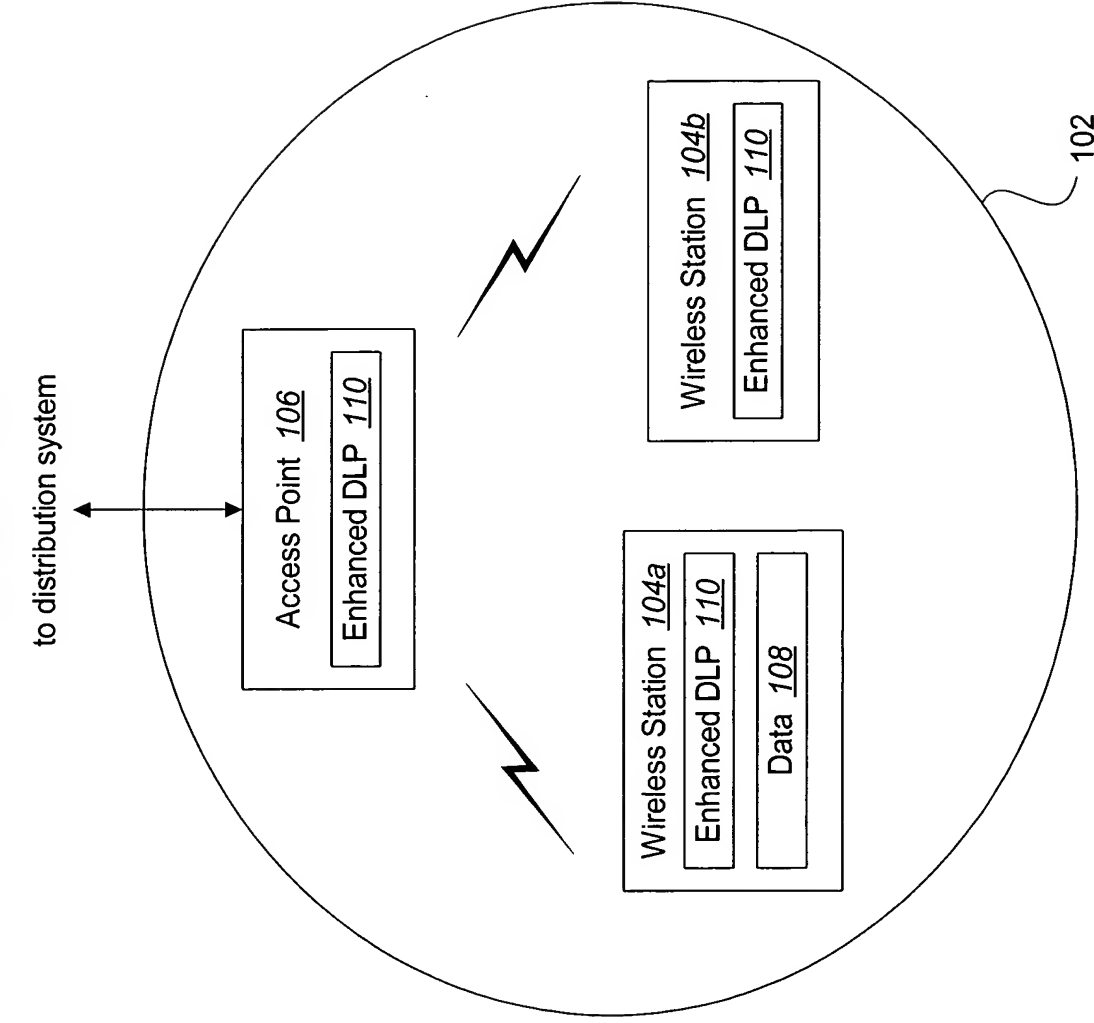 to distribution system
Access Point 106
Enhanced DLP 110
Wireless Station 104a
Enhanced DLP 110
Data 108
Wireless Station 104b
Enhanced DLP 110
102